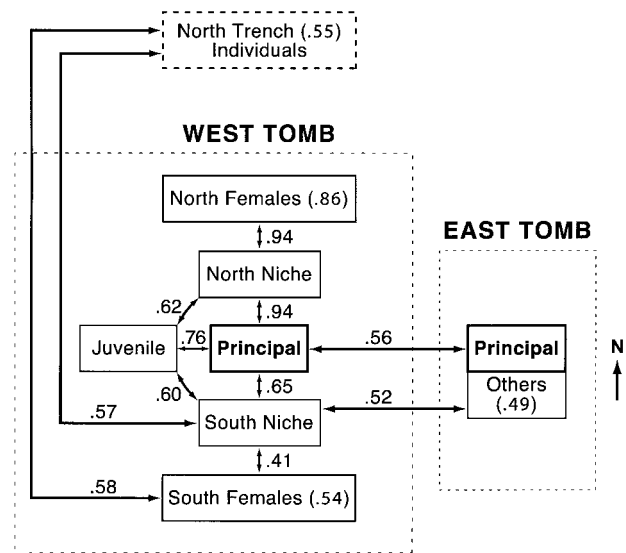 North Trench (.55)
Individuals
WEST TOMB
North Females (.86)
.94
EAST TOMB
North Niche
.62
.94
Juvenile
.76
Principal
.56
Principal
N
Others
(.49)
.60
.65
.52
.57
South Niche
.41
.58
South Females (.54)